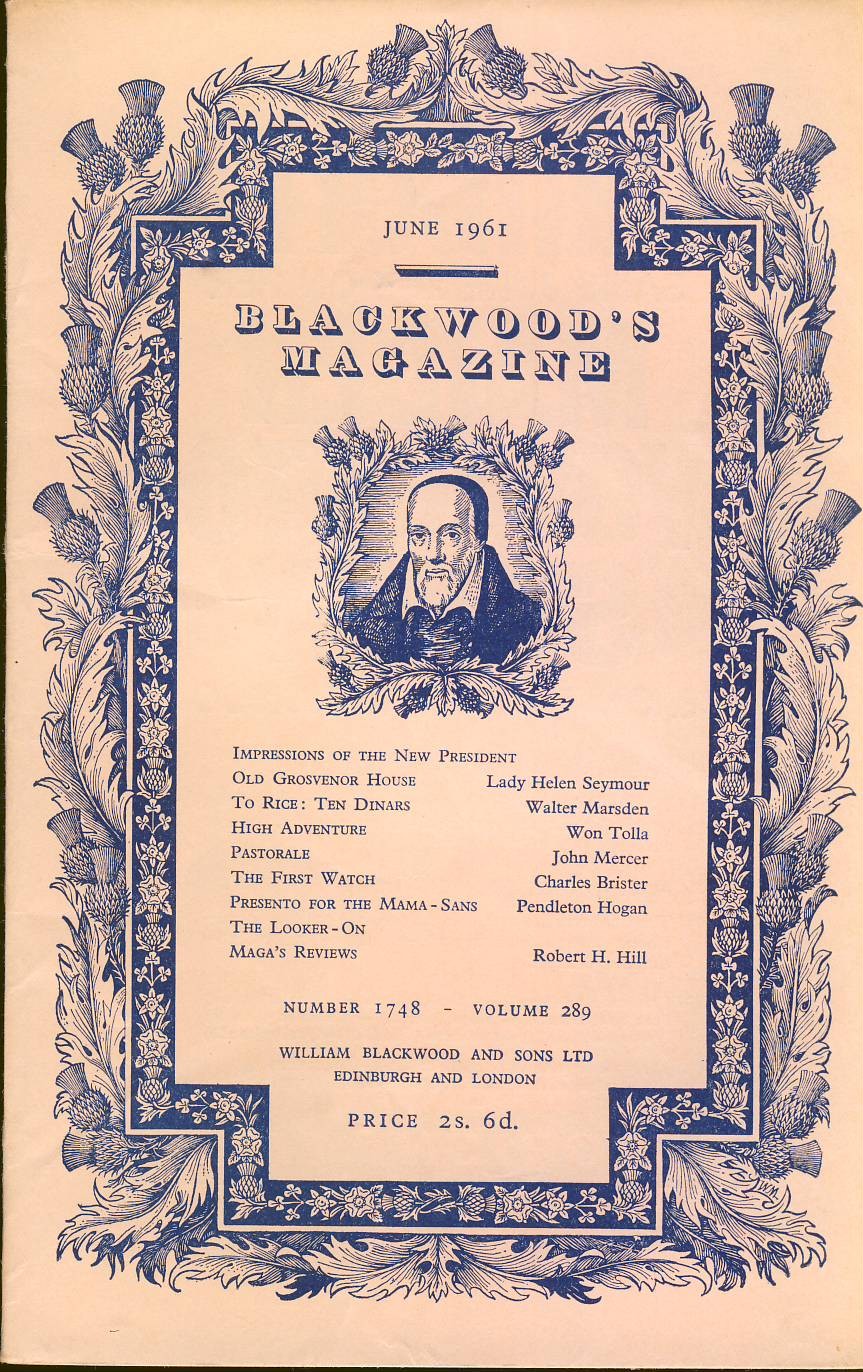 JUNE 1961
BLACKWOOD'S
MAGAZINE
IMPRESSIONS OF THE NEW PRESIDENT
OLD GROSVENOR HOUSE Lady Helen Seymour
TO RICE: TEN DINARS Walter Marsden
HIGH ADVENTURE Won Tolla
PASTORALE John Mercer
THE FIRST WATCH Charles Brister
PRESENTO FOR THE MAMA-SANS Pendleton Hogan
THE LOOKER-ON
MAGA'S REVIEWS Robert H. Hill
NUMBER 1748 - VOLUME 289
WILLIAM BLACKWOOD AND SONS LTD
EDINBURGH AND LONDON
PRICE 2s. 6d.